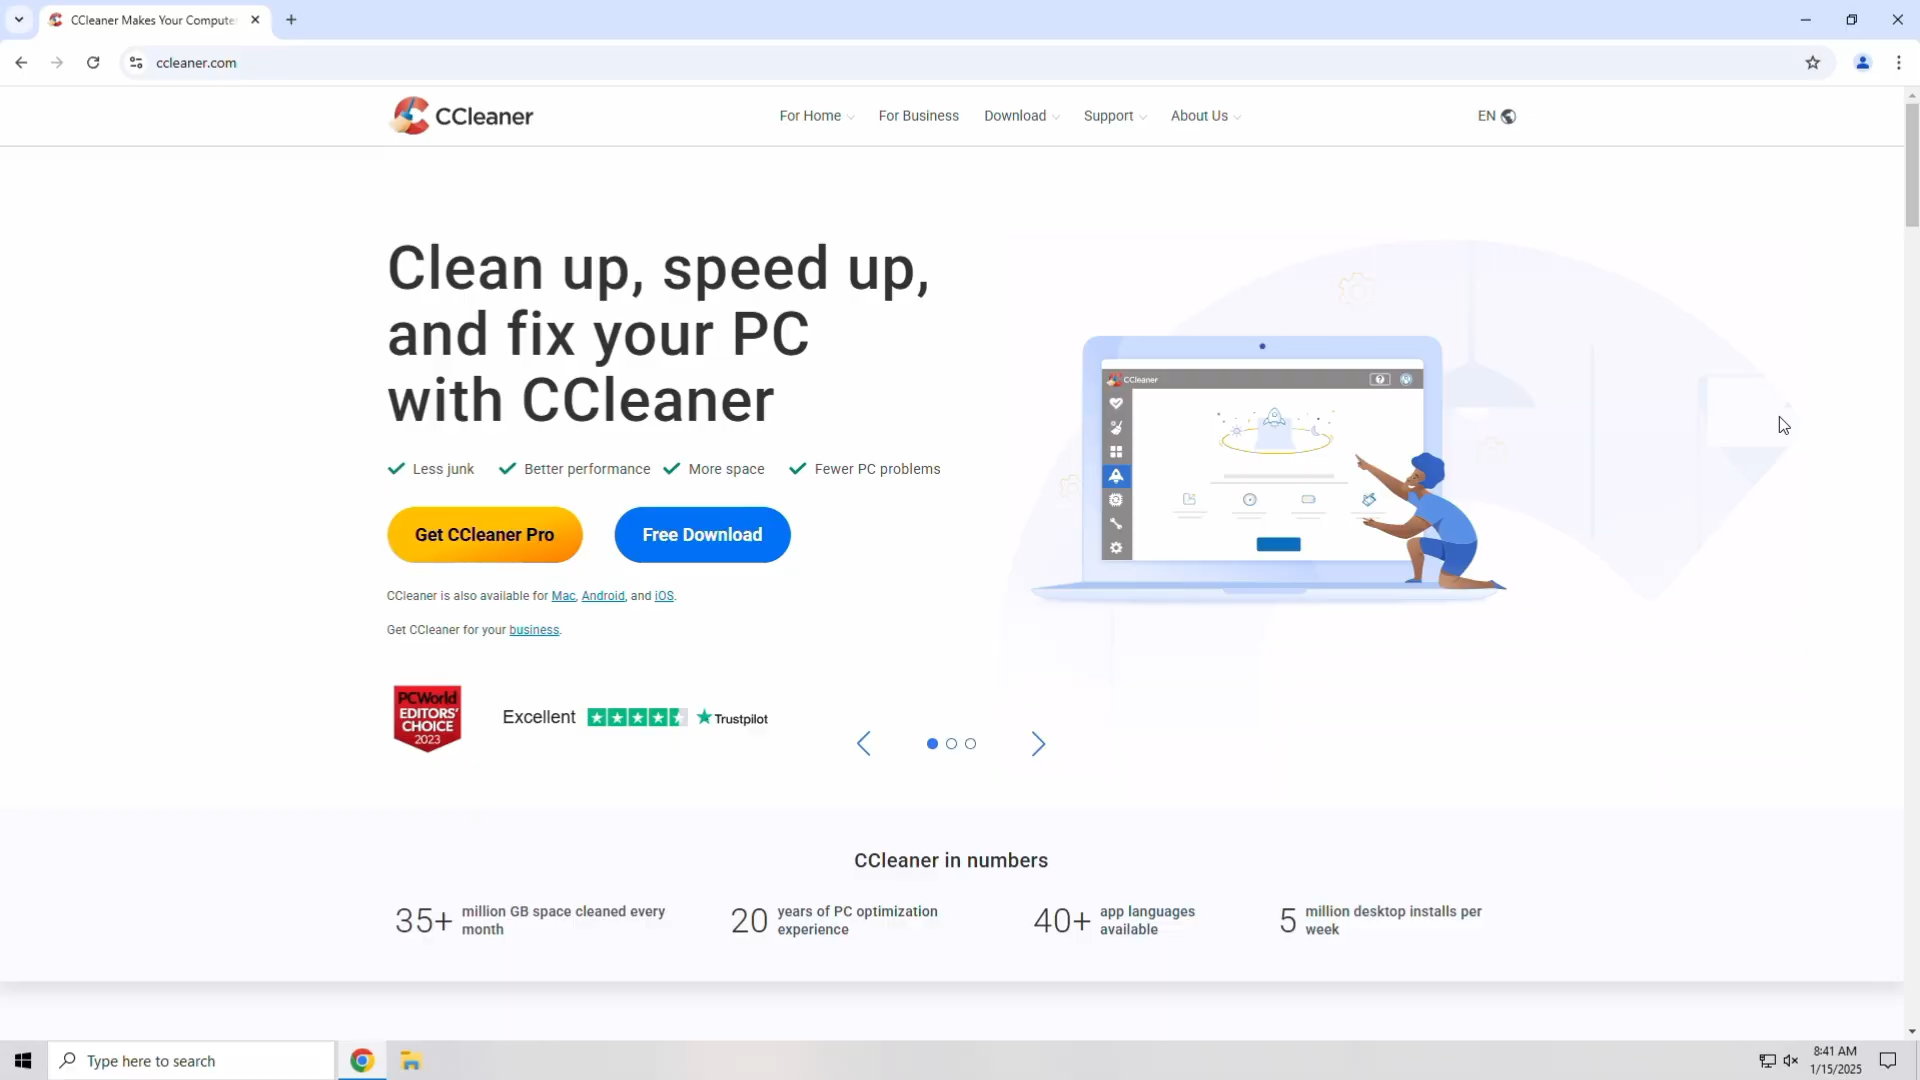 CCleaner Makes Your Compute
ccleaner.com
CCleaner
For Home
For Business
Download
Support
About Us
EN
Clean up, speed up,
and fix your PC
with CCleaner
CCleaner
Less junk
Better performance
More space
Fewer PC problems
Get CCleaner Pro
Free Download
CCleaner is also available for Mac, Android, and iOS.
Get CCleaner for your business.
PCWorld
EDITORS'
CHOICE
2023
Excellent
Trustpilot
CCleaner in numbers
35+ million GB space cleaned every
month
20 years of PC optimization
experience
40+ app languages
available
5 million desktop installs per
week
Type here to search
8:41 AM
1/15/2025